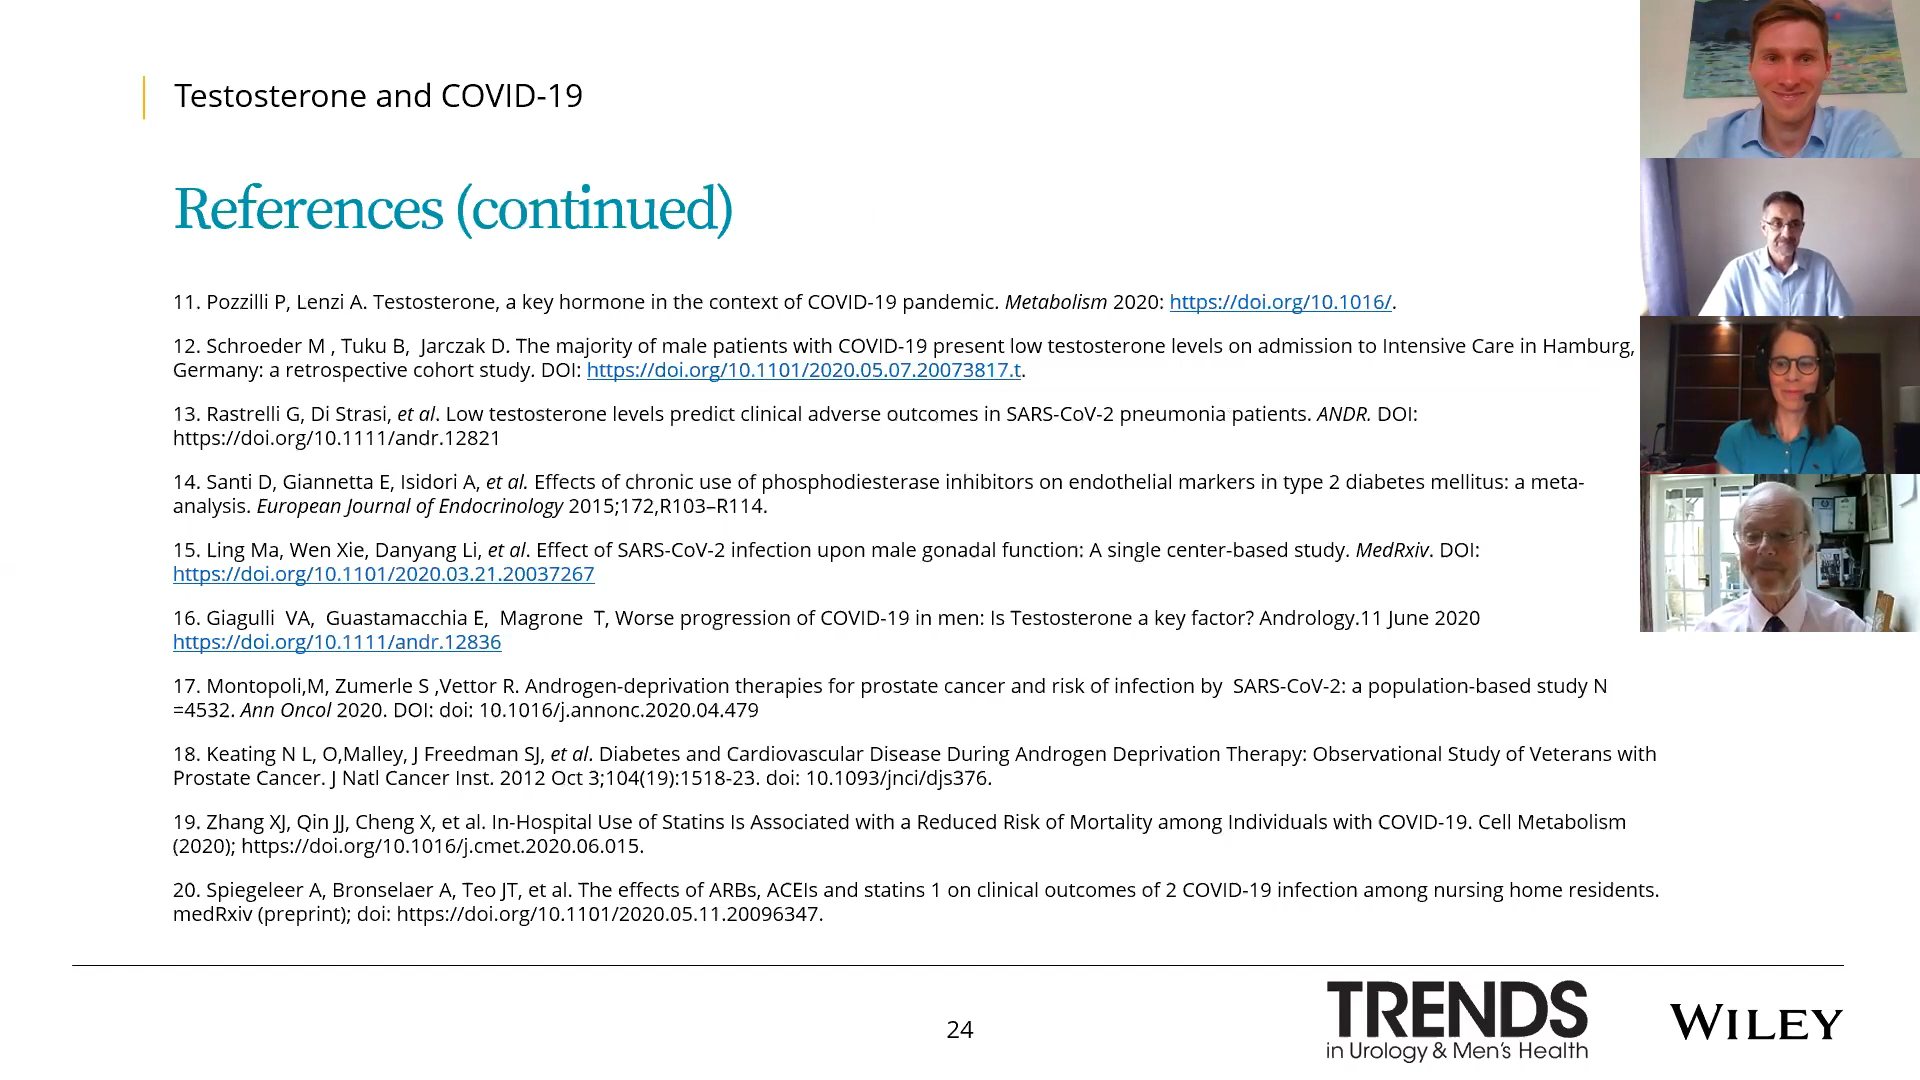 Testosterone and COVID-19
References (continued)
11. Pozzilli P, Lenzi A. Testosterone, a key hormone in the context of COVID-19 pandemic. Metabolism 2020: https://doi.org/10.1016/.
12. Schroeder M , Tuku B,  Jarczak D. The majority of male patients with COVID-19 present low testosterone levels on admission to Intensive Care in Hamburg,
Germany: a retrospective cohort study. DOI: https://doi.org/10.1101/2020.05.07.20073817.t.
13. Rastrelli G, Di Strasi, et al. Low testosterone levels predict clinical adverse outcomes in SARS-CoV-2 pneumonia patients. ANDR. DOI:
https://doi.org/10.1111/andr.12821
14. Santi D, Giannetta E, Isidori A, et al. Effects of chronic use of phosphodiesterase inhibitors on endothelial markers in type 2 diabetes mellitus: a meta-
analysis. European Journal of Endocrinology 2015;172,R103–R114.
15. Ling Ma, Wen Xie, Danyang Li, et al. Effect of SARS-CoV-2 infection upon male gonadal function: A single center-based study. MedRxiv. DOI:
https://doi.org/10.1101/2020.03.21.20037267
16. Giagulli  VA,  Guastamacchia E,  Magrone  T, Worse progression of COVID-19 in men: Is Testosterone a key factor? Andrology.11 June 2020
https://doi.org/10.1111/andr.12836
17. Montopoli,M, Zumerle S ,Vettor R. Androgen-deprivation therapies for prostate cancer and risk of infection by  SARS-CoV-2: a population-based study N
=4532. Ann Oncol 2020. DOI: doi: 10.1016/j.annonc.2020.04.479
18. Keating N L, O,Malley, J Freedman SJ, et al. Diabetes and Cardiovascular Disease During Androgen Deprivation Therapy: Observational Study of Veterans with
Prostate Cancer. J Natl Cancer Inst. 2012 Oct 3;104(19):1518-23. doi: 10.1093/jnci/djs376.
19. Zhang XJ, Qin JJ, Cheng X, et al. In-Hospital Use of Statins Is Associated with a Reduced Risk of Mortality among Individuals with COVID-19. Cell Metabolism
(2020); https://doi.org/10.1016/j.cmet.2020.06.015.
20. Spiegeleer A, Bronselaer A, Teo JT, et al. The effects of ARBs, ACEIs and statins 1 on clinical outcomes of 2 COVID-19 infection among nursing home residents.
medRxiv (preprint); doi: https://doi.org/10.1101/2020.05.11.20096347.
24
TRENDS
in Urology & Men's Health
WILEY